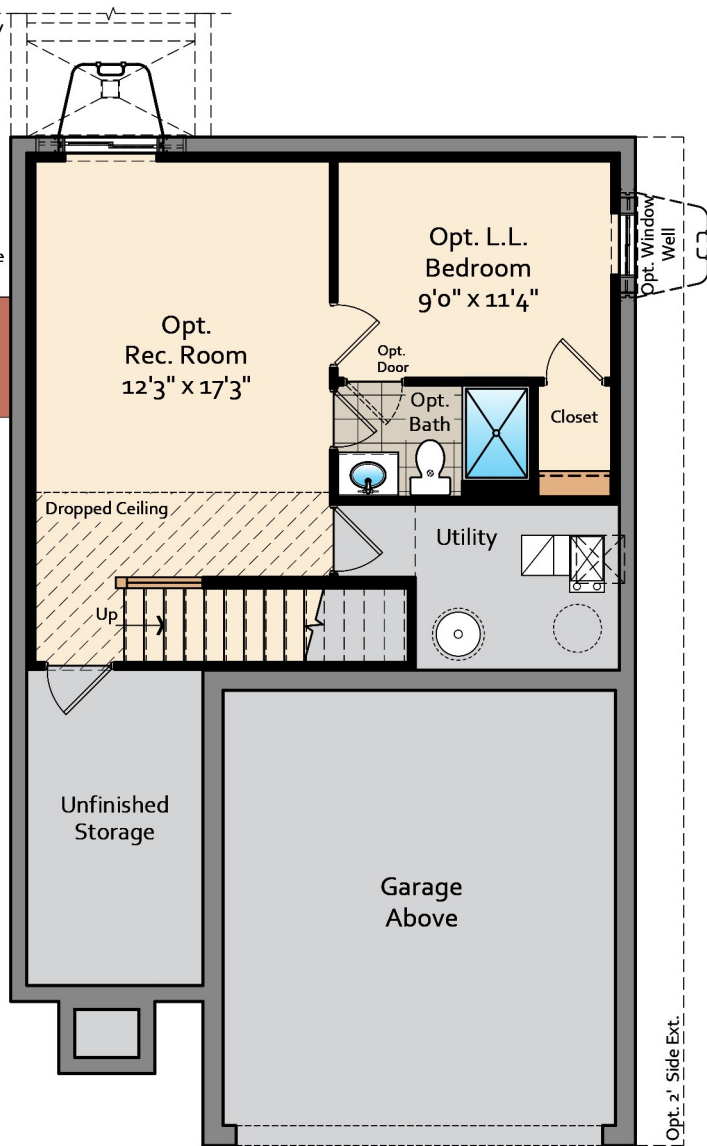 Opt. L.L.
Bedroom
9'0" x 11'4"
Opt. Window
Well
Opt.
Rec. Room
12'3" x 17'3"
Opt.
Door
Opt.
Bath
Closet
Dropped Ceiling
Utility
Up
Unfinished
Storage
Garage
Above
Opt. 2' Side Ext.